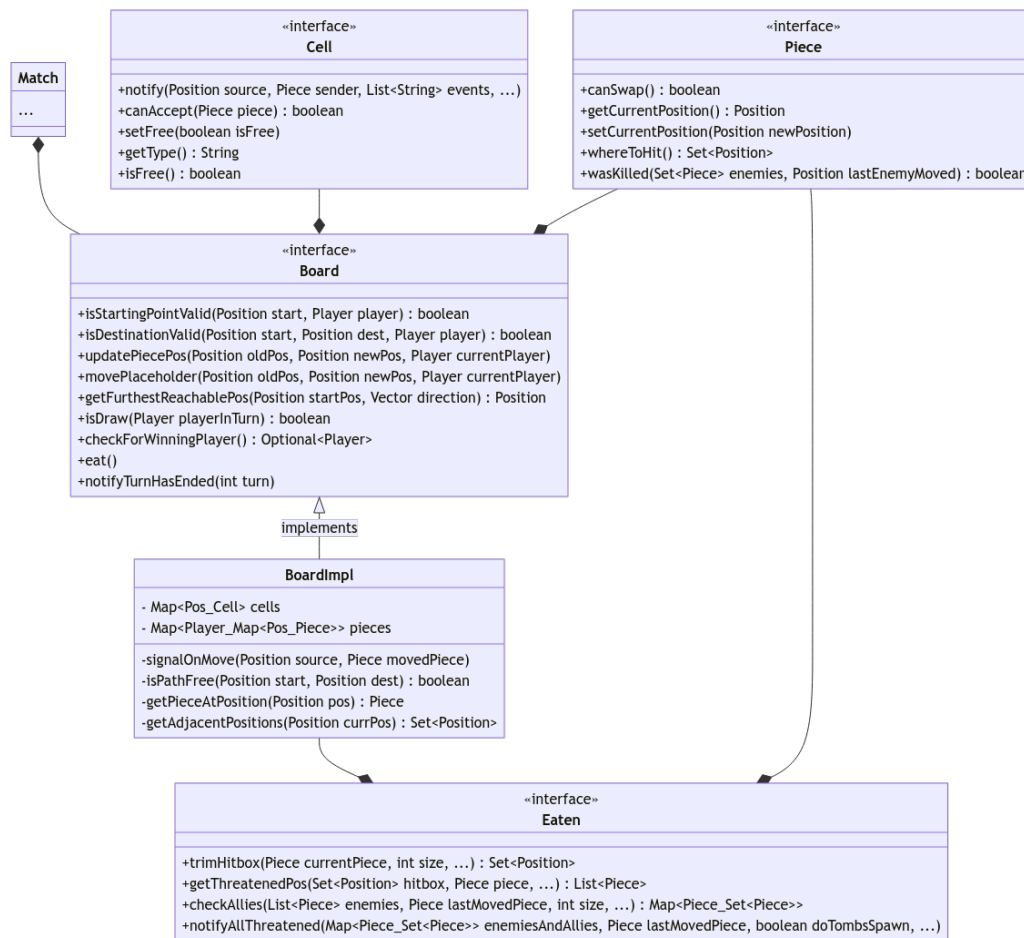 «interface»
Cell
+notify(Position source, Piece sender, List<String> events, ...)
+canAccept(Piece piece) : boolean
+setFree(boolean isFree)
+getType() : String
+isFree() : boolean
«interface»
Piece
+canSwap() : boolean
+getCurrentPosition() : Position
+setCurrentPosition(Position newPosition)
+whereToHit() : Set<Position>
+wasKilled(Set<Piece> enemies, Position lastEnemyMoved) : boolean
Match
...
«interface»
Board
+isStartingPointValid(Position start, Player player) : boolean
+isDestinationValid(Position start, Position dest, Player player) : boolean
+updatePiecePos(Position oldPos, Position newPos, Player currentPlayer)
+movePlaceholder(Position oldPos, Position newPos, Player currentPlayer)
+getFurthestReachablePos(Position startPos, Vector direction) : Position
+isDraw(Player playerInTurn) : boolean
+checkForWinningPlayer() : Optional<Player>
+eat()
+notifyTurnHasEnded(int turn)
implements
BoardImpl
- Map<Pos_Cell> cells
- Map<Player_Map<Pos_Piece>> pieces
-signalOnMove(Position source, Piece movedPiece)
-isPathFree(Position start, Position dest) : boolean
-getPieceAtPosition(Position pos) : Piece
-getAdjacentPositions(Position currPos) : Set<Position>
«interface»
Eaten
+trimHitbox(Piece currentPiece, int size, ...) : Set<Position>
+getThreatenedPos(Set<Position> hitbox, Piece piece, ...) : List<Piece>
+checkAllies(List<Piece> enemies, Piece lastMovedPiece, int size, ...) : Map<Piece_Set<Piece>>
+notifyAllThreatened(Map<Piece_Set<Piece>> enemiesAndAllies, Piece lastMovedPiece, boolean doTombsSpawn, ...)